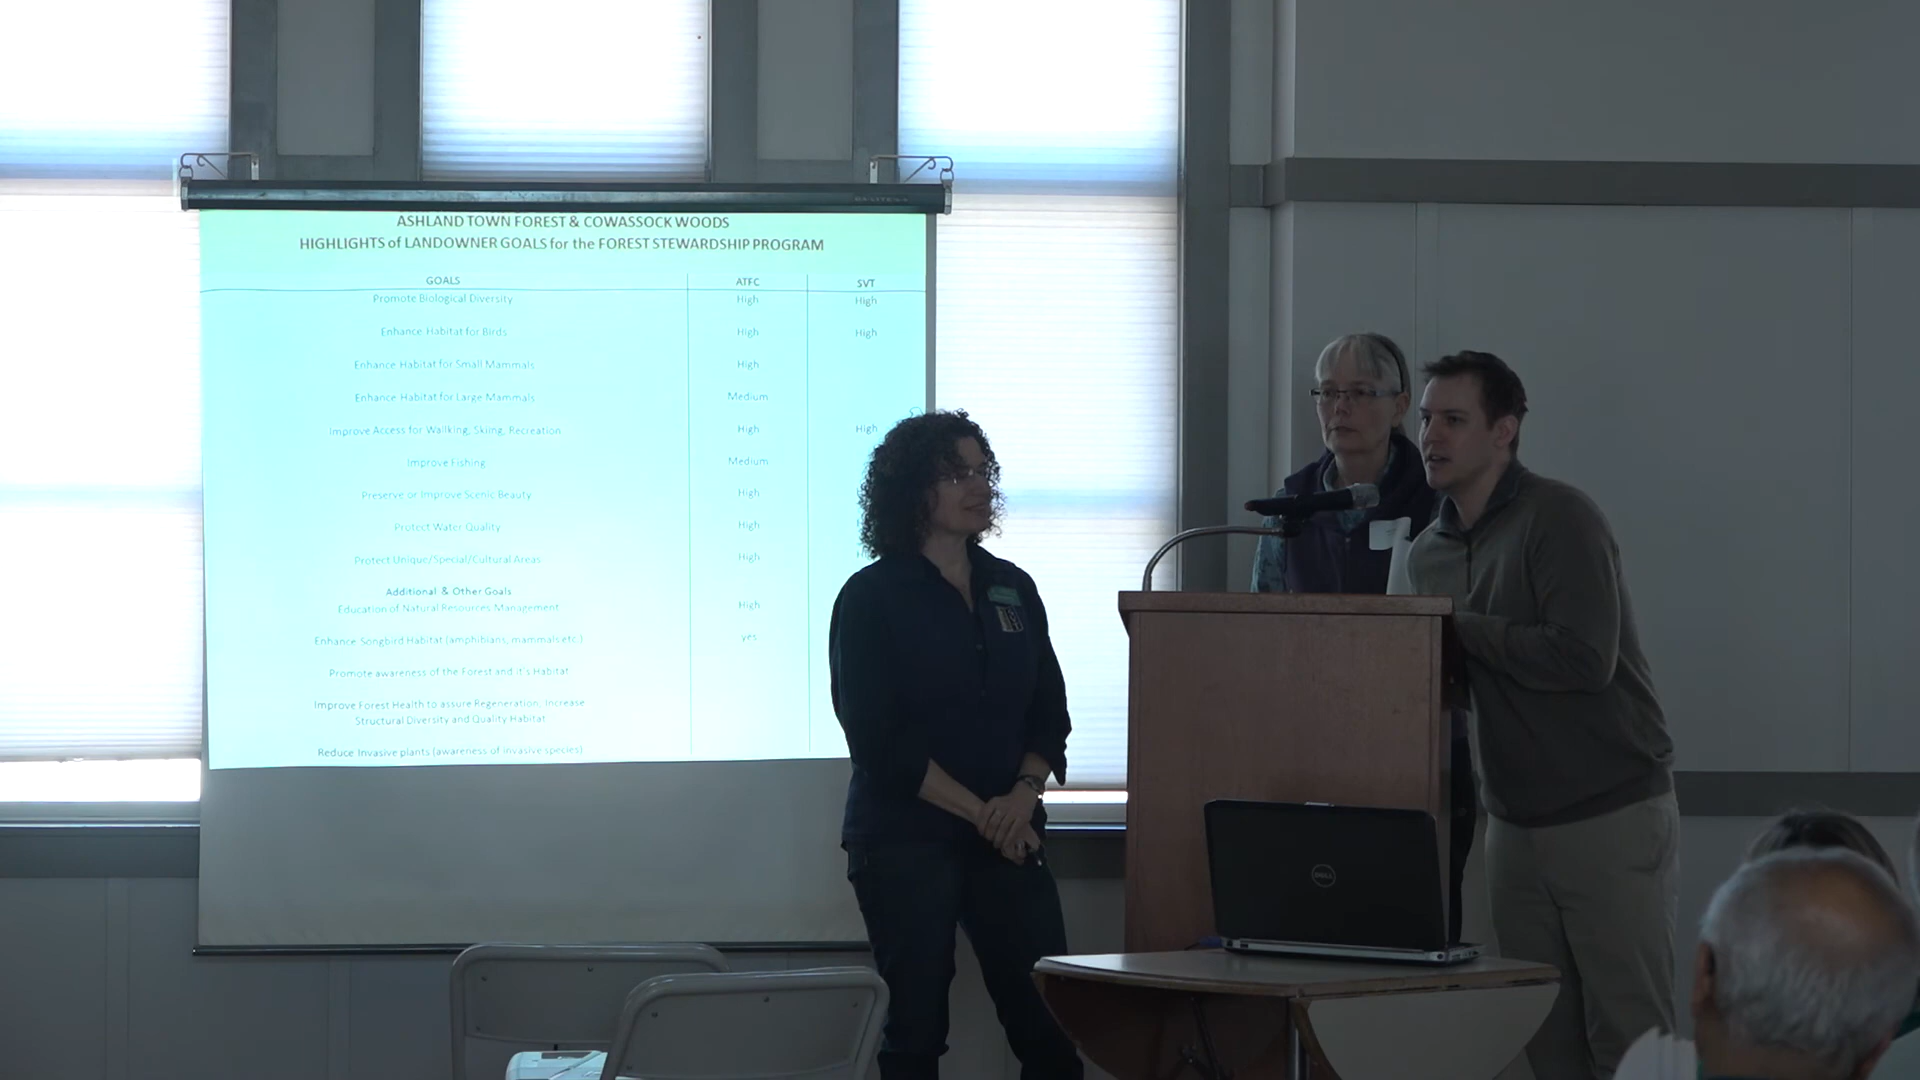 ASHLAND TOWN FOREST & COWASSOCK WOODS
HIGHLIGHTS of LANDOWNER GOALS for the FOREST STEWARDSHIP PROGRAM
GOALS ATFC SVT
Promote Biological Diversity High High
Enhance Habitat for Birds High High
Enhance Habitat for Small Mammals High
Enhance Habitat for Large Mammals Medium
Improve Access for Wallking, Skiing, Recreation High High
Improve Fishing Medium
Preserve or Improve Scenic Beauty High
Protect Water Quality High
Protect Unique/Special/Cultural Areas High
Additional & Other Goals
Education of Natural Resources Management High
Enhance Songbird Habitat (amphibians, mammals etc.) yes
Promote awareness of the Forest and it's Habitat
Improve Forest Health to assure Regeneration, Increase
Structural Diversity and Quality Habitat
Reduce Invasive plants (awareness of invasive species)
DELL